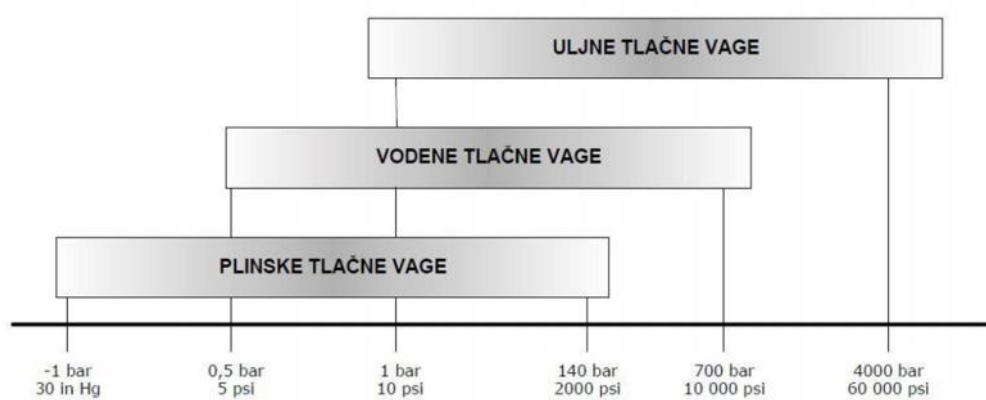 ULJNE TLAČNE VAGE
VODENE TLAČNE VAGE
PLINSKE TLAČNE VAGE
-1 bar 0,5 bar 1 bar 140 bar 700 bar 4000 bar
30 in Hg 5 psi 10 psi 2000 psi 10 000 psi 60 000 psi